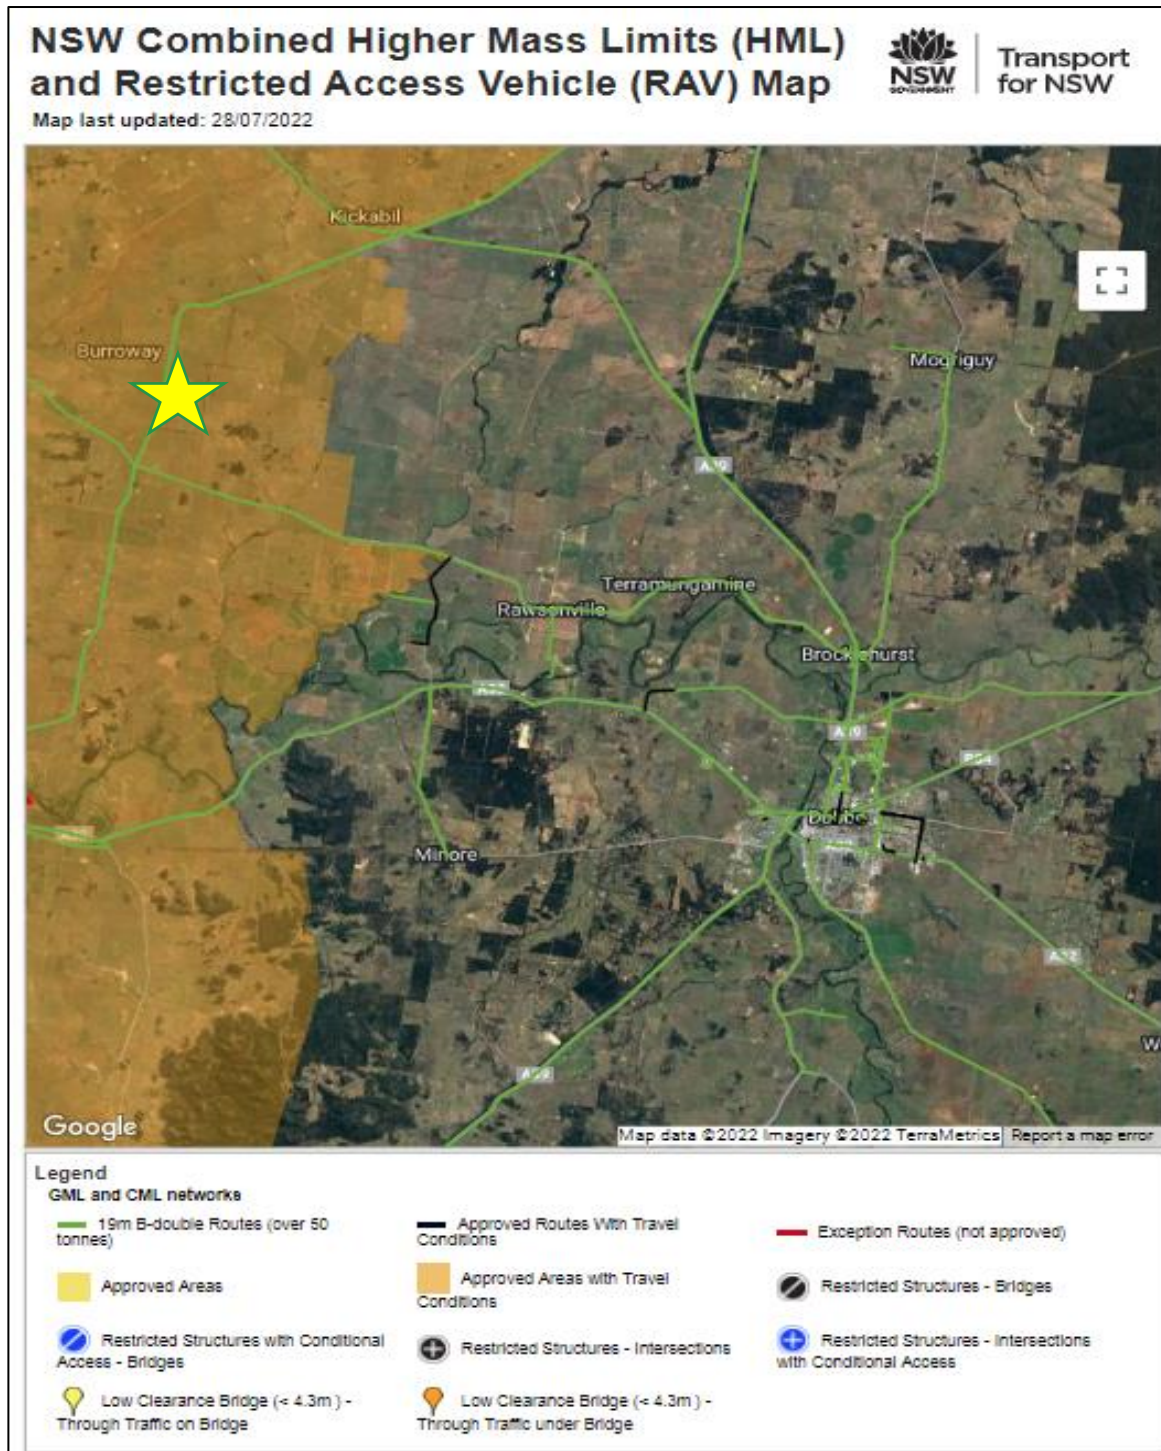 NSW Combined Higher Mass Limits (HML)
and Restricted Access Vehicle (RAV) Map
NSW
GOVERNMENT
Transport
for NSW
Map last updated: 28/07/2022
Kickabil
Burroway
Mogriguy
A39
Terramungamine
Rawsonville
Brocklehurst
A32
A39
B84
Dubbo
Minore
A32
A39
W
Google
Map data ©2022 Imagery ©2022 TerraMetrics
Report a map error
Legend
GML and CML networks
19m B-double Routes (over 50
tonnes)
Approved Routes With Travel
Conditions
Exception Routes (not approved)
Approved Areas
Approved Areas with Travel
Conditions
Restricted Structures - Bridges
Restricted Structures with Conditional
Access - Bridges
Restricted Structures - Intersections
Restricted Structures - Intersections
with Conditional Access
Low Clearance Bridge (< 4.3m ) -
Through Traffic on Bridge
Low Clearance Bridge (< 4.3m ) -
Through Traffic under Bridge